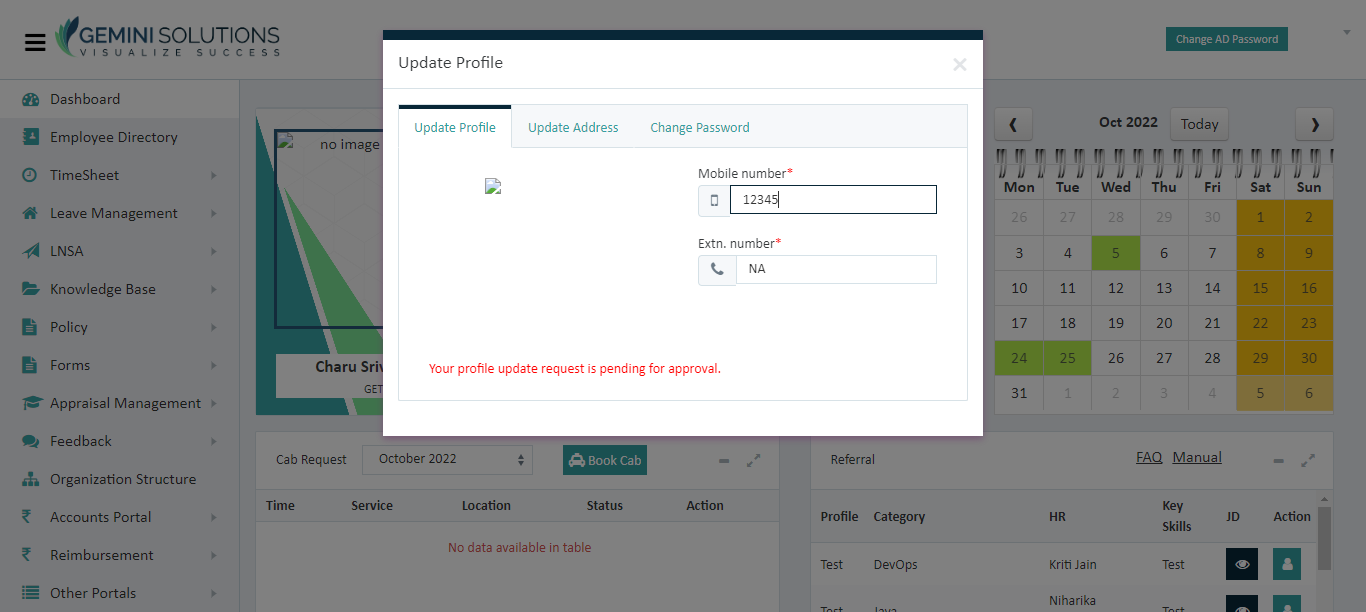 GEMINI SOLUTIONS
VISUALIZE SUCCESS
Change AD Password
Dashboard
Employee Directory
TimeSheet
Leave Management
LNSA
Knowledge Base
Policy
Forms
Appraisal Management
Feedback
Organization Structure
Accounts Portal
Reimbursement
Other Portals
no image
Charu Sriv
GET
Update Profile
×
Update Profile Update Address Change Password
Mobile number*
12345
Extn. number*
NA
Your profile update request is pending for approval.
Oct 2022 Today
Mon Tue Wed Thu Fri Sat Sun
26 27 28 29 30 1 2
3 4 5 6 7 8 9
10 11 12 13 14 15 16
17 18 19 20 21 22 23
24 25 26 27 28 29 30
31 1 2 3 4 5 6
Cab Request October 2022 Book Cab
Time Service Location Status Action
No data available in table
Referral FAQ Manual
Profile Category HR Key Skills JD Action
Test DevOps Kriti Jain Test
Test Java Niharika Test